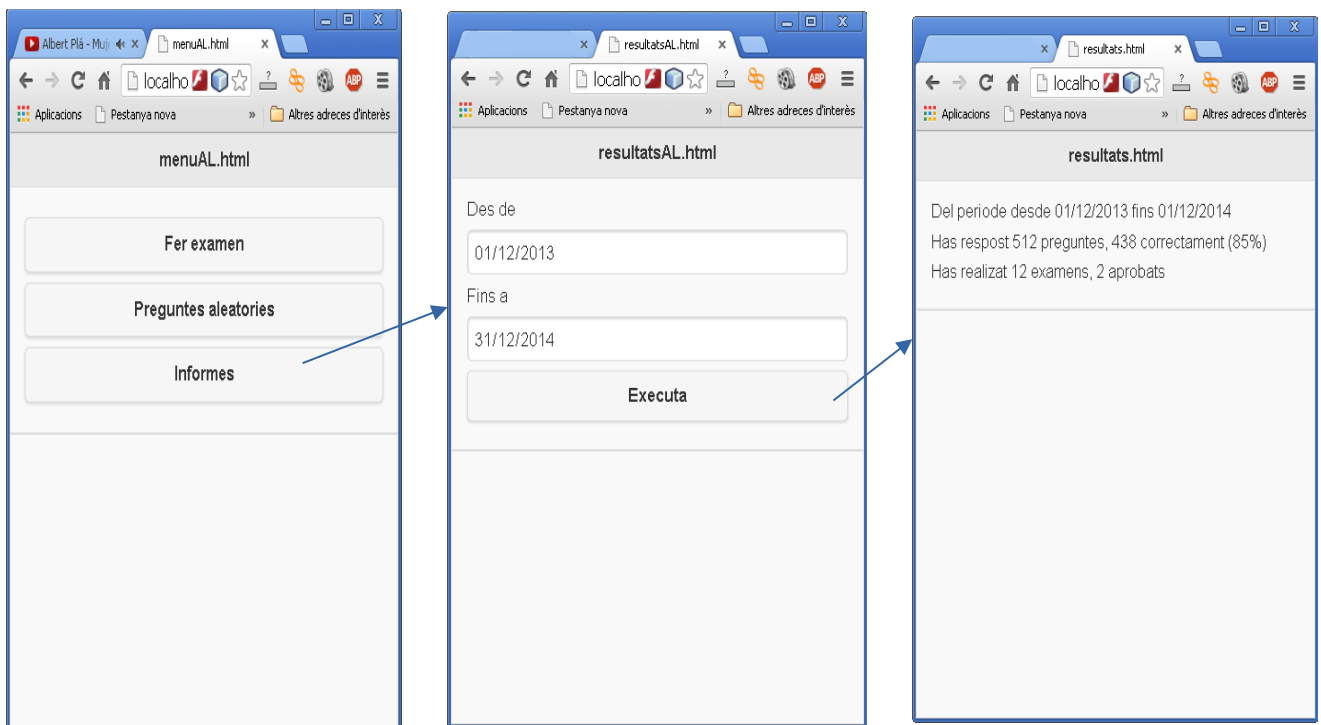 Albert Plá - Muj
menuAL.html
localho
ABP
Aplicacions
Pestanya nova
»
Altres adreces d'interès
menuAL.html
Fer examen
Preguntes aleatories
Informes
resultatsAL.html
localho
ABP
Aplicacions
Pestanya nova
»
Altres adreces d'interès
resultatsAL.html
Des de
01/12/2013
Fins a
31/12/2014
Executa
resultats.html
localho
ABP
Aplicacions
Pestanya nova
»
Altres adreces d'interès
resultats.html
Del periode desde 01/12/2013 fins 01/12/2014
Has respost 512 preguntes, 438 correctament (85%)
Has realizat 12 examens, 2 aprobats